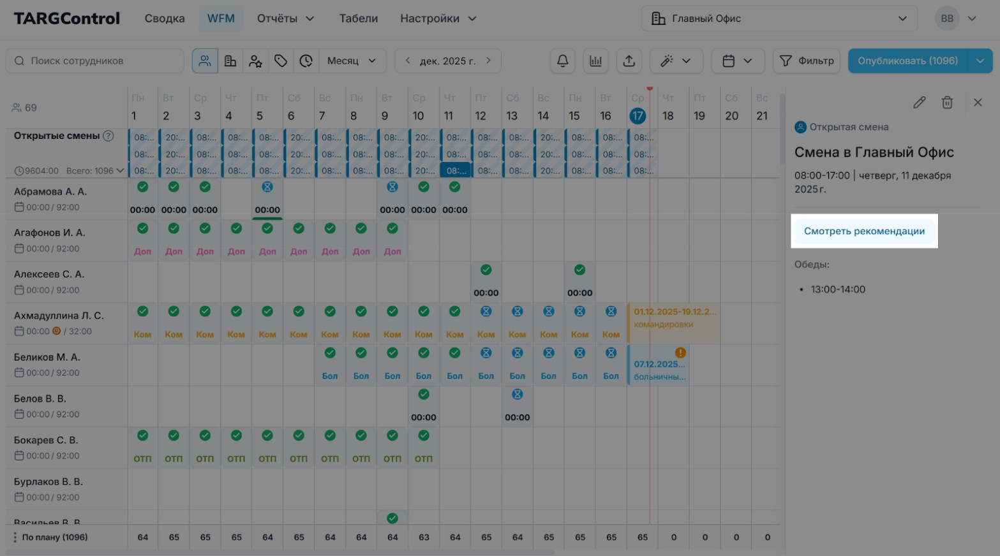 TARGControl Сводка WFM Отчёты Табели Настройки Главный Офис ВВ
Поиск сотрудников Месяц дек. 2025 г. Фильтр Опубликовать (1096)
Пн Вт Ср Чт Пт Сб Вс Пн Вт Ср Чт Пт Сб Вс Пн Вт Ср Чт Пт Сб Вс
69 1 2 3 4 5 6 7 8 9 10 11 12 13 14 15 16 17 18 19 20 21
Открытые смены ? 08:... 20:... 08:... 08:... 08:... 20:... 08:... 08:... 08:... 20:... 08:... 08:... 08:... 20:... 08:... 08:... 08:...
08:... 20:... 08:... 08:... 08:... 20:... 08:... 08:... 08:... 20:... 08:... 08:... 08:... 20:... 08:... 08:... 08:...
9604:00 Всего: 1096 08:... 20:... 08:... 08:... 08:... 20:... 08:... 08:... 08:... 20:... 08:... 08:... 08:... 20:... 08:... 08:... 08:...
Абрамова А. А.
00:00 / 92:00 00:00 00:00 00:00 00:00 00:00 00:00 00:00
Агафонов И. А.
00:00 / 92:00 Доп Доп Доп Доп Доп Доп Доп Доп Доп
Алексеев С. А.
00:00 / 92:00 00:00 00:00
Ахмадуллина Л. С. 01.12.2025-19.12.2...
00:00 / 32:00 Ком Ком Ком Ком Ком Ком Ком Ком Ком Ком Ком Ком Ком Ком Ком Ком командировки
Беликов М. А. 07.12.2025...
00:00 / 92:00 Бол Бол Бол Бол Бол Бол Бол Бол Бол Бол больничны...
Белов В. В.
00:00 / 92:00 00:00 00:00
Бокарев С. В.
00:00 / 92:00 ОТП ОТП ОТП ОТП ОТП ОТП ОТП ОТП ОТП ОТП
Бурлаков В. В.
00:00 / 92:00
Васильев В. В.
По плану (1096) 64 65 65 65 64 65 64 64 64 63 64 65 64 65 65 65 65 0 0 0 0
Открытая смена
Смена в Главный Офис
08:00-17:00 | четверг, 11 декабря
2025 г.
Смотреть рекомендации
Обеды:
• 13:00-14:00